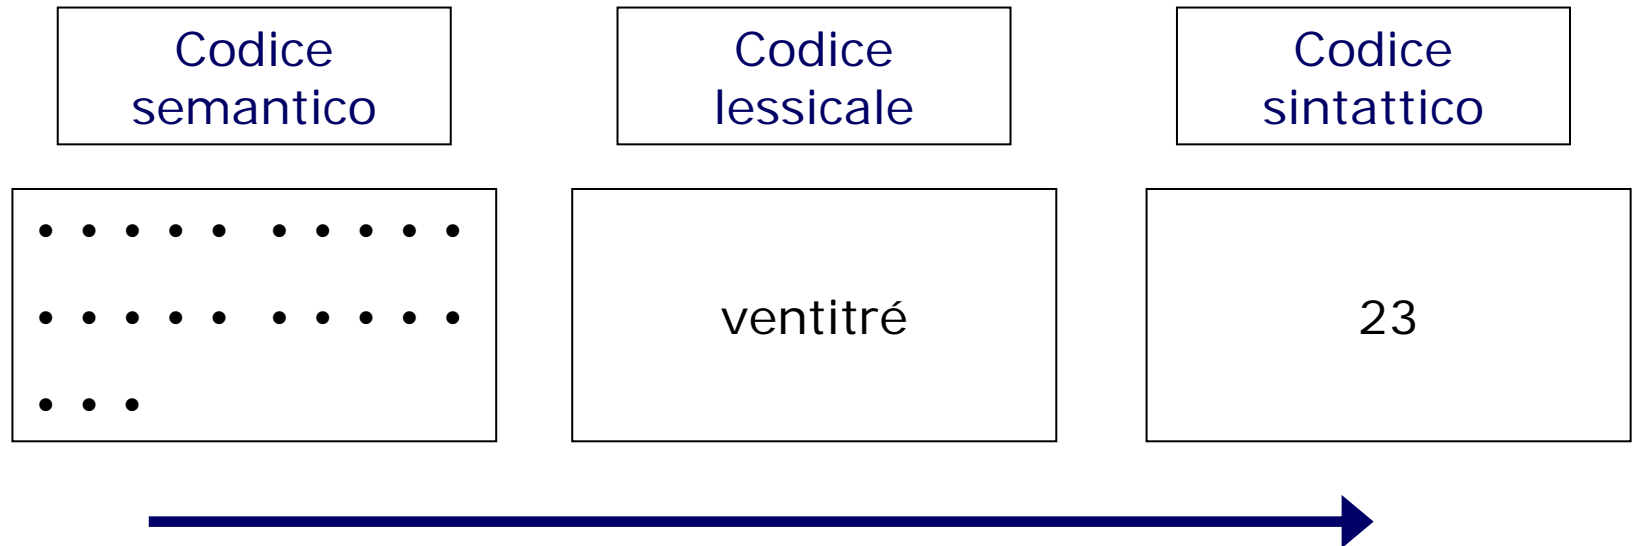 Codice
semantico
Codice
lessicale
Codice
sintattico
ventitré
23